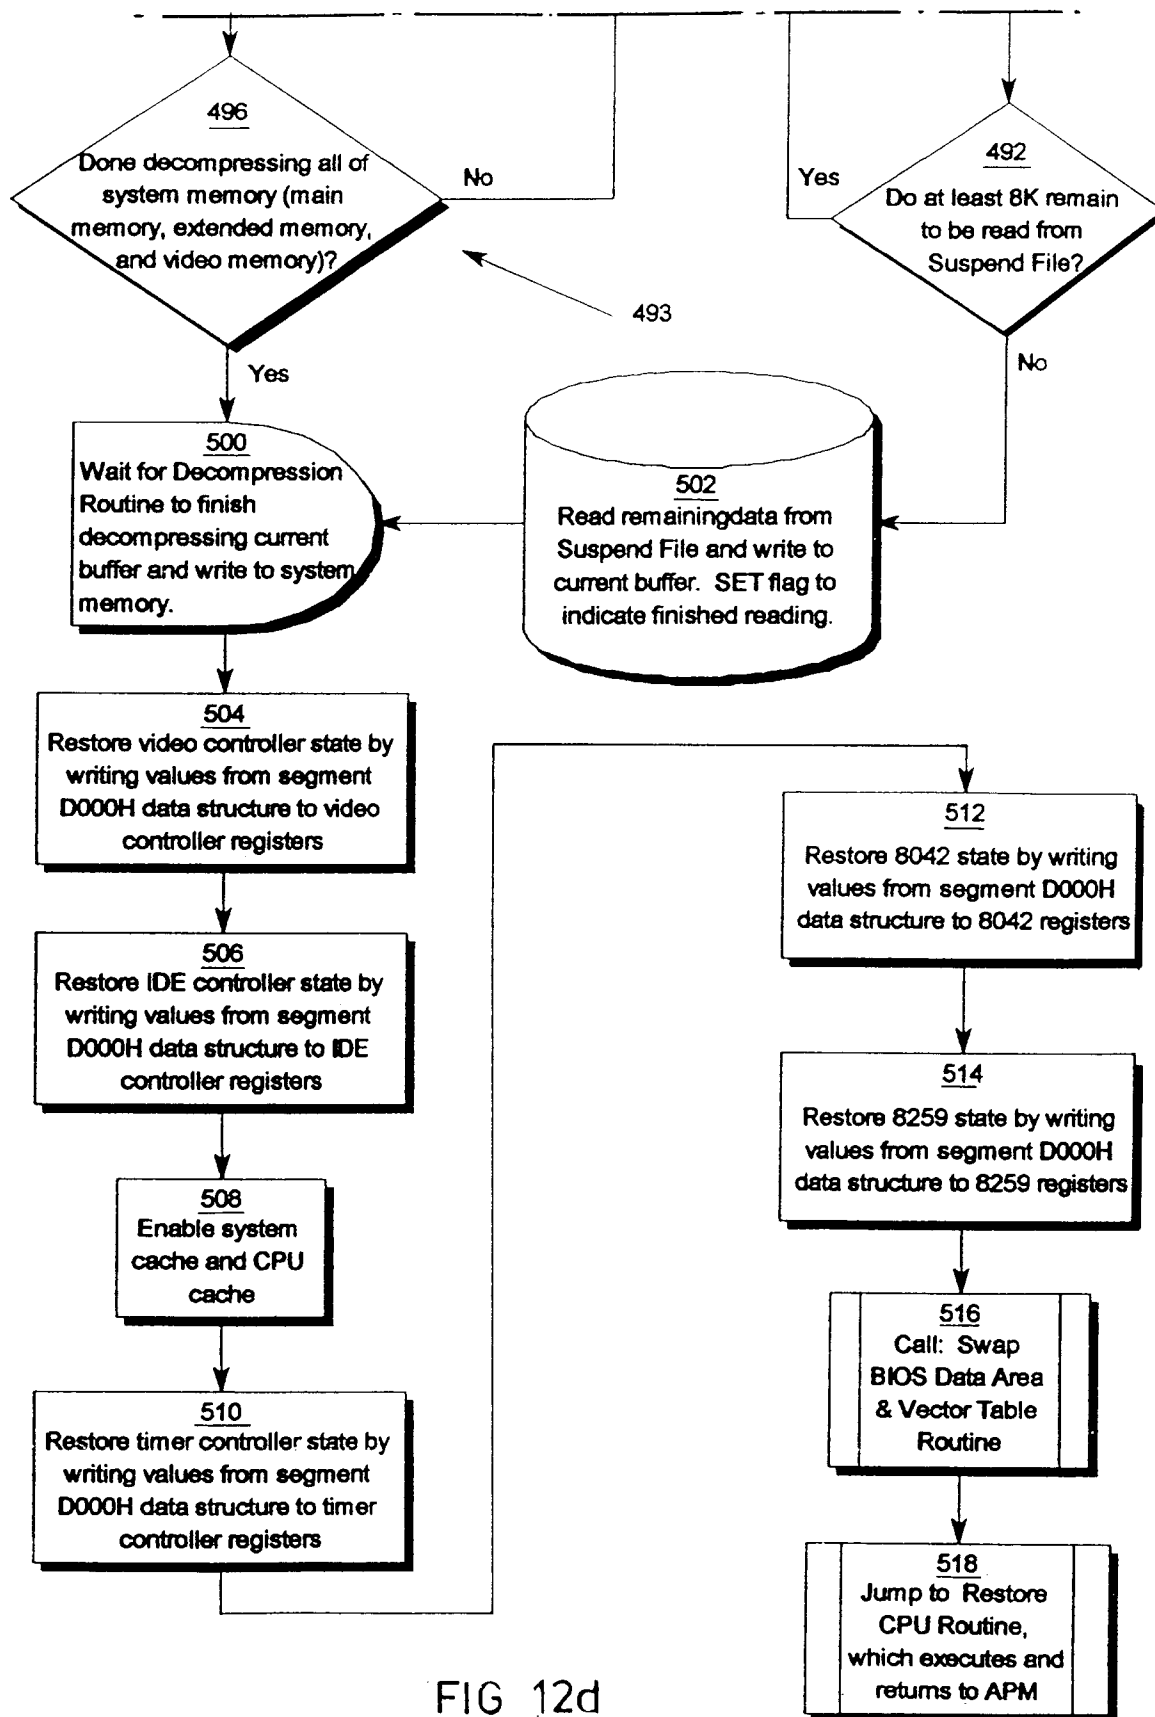 496
Done decompressing all of
system memory (main
memory, extended memory,
and video memory)?
No
Yes
492
Do at least 8K remain
to be read from
Suspend File?
Yes
No
493
500
Wait for Decompression
Routine to finish
decompressing current
buffer and write to system
memory.
502
Read remainingdata from
Suspend File and write to
current buffer. SET flag to
indicate finished reading.
504
Restore video controller state by
writing values from segment
D000H data structure to video
controller registers
506
Restore IDE controller state by
writing values from segment
D000H data structure to IDE
controller registers
508
Enable system
cache and CPU
cache
510
Restore timer controller state by
writing values from segment
D000H data structure to timer
controller registers
512
Restore 8042 state by writing
values from segment D000H
data structure to 8042 registers
514
Restore 8259 state by writing
values from segment D000H
data structure to 8259 registers
516
Call: Swap
BIOS Data Area
& Vector Table
Routine
518
Jump to Restore
CPU Routine,
which executes and
returns to APM
FIG 12d